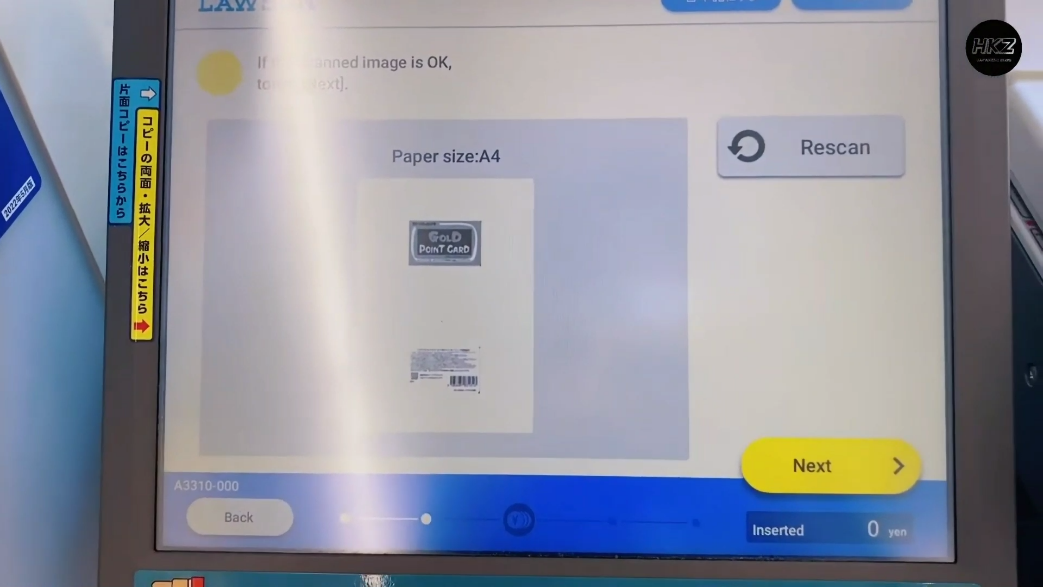 LAWSON
HKZ
If the scanned image is OK,
Paper size:A4
Rescan
GOLD
POINT CARD
片面コピーはこちらから
コピーの両面・拡大/縮小はこちら
Next
A3310-000
Back
Inserted 0 yen